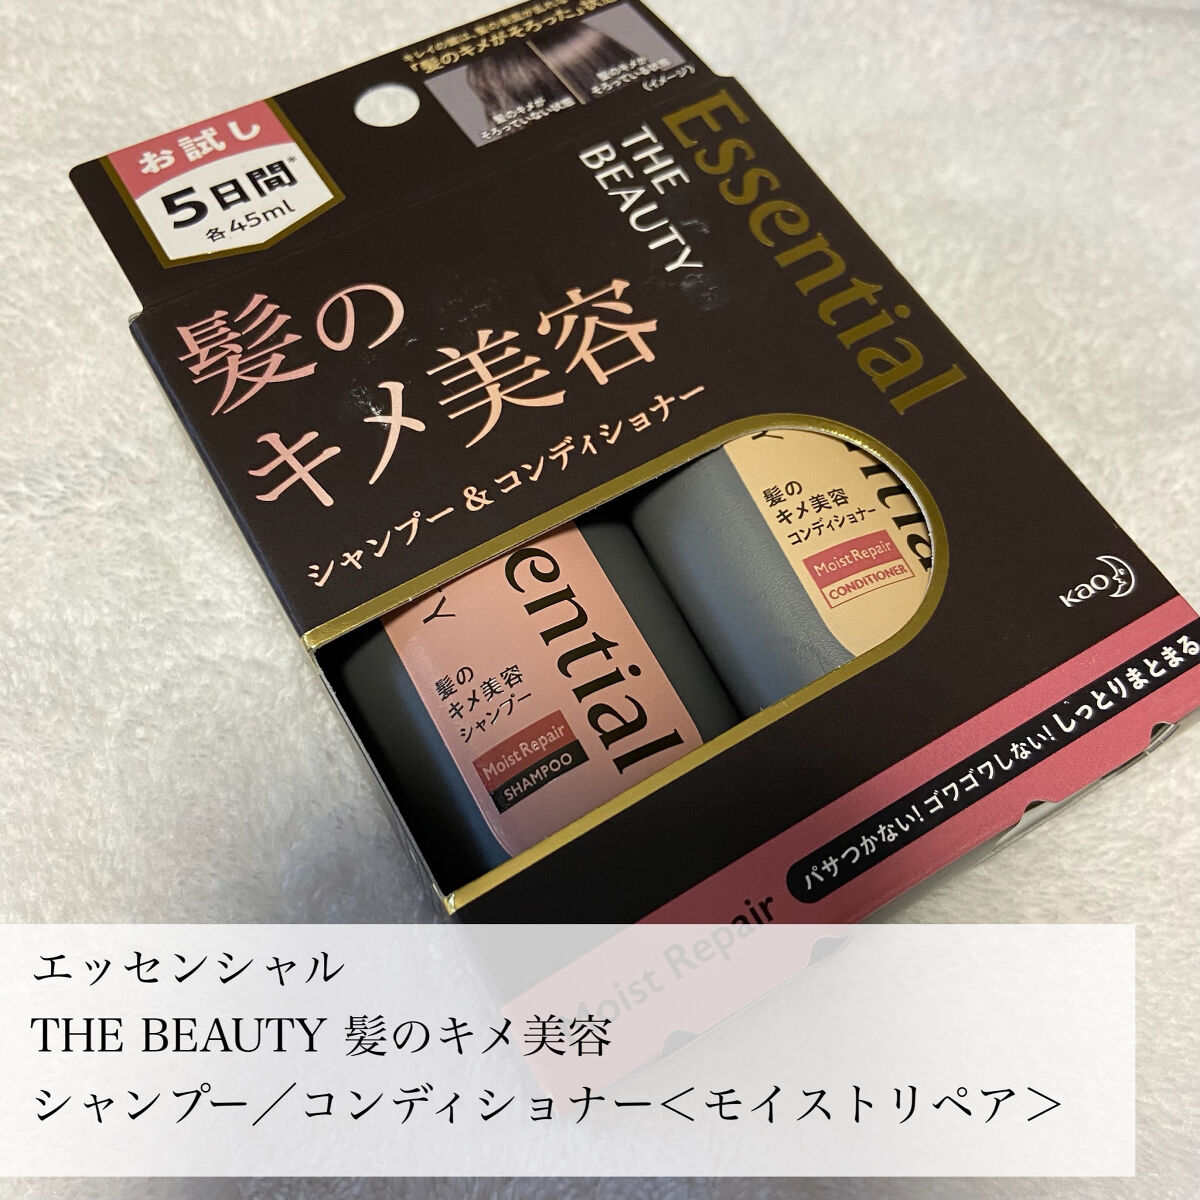 キレイの髪は、髪の表面が乱れない
「髪のキメがそろった」状態
髪のキメが
そろっていない状態
髪のキメが
そろっている状態
(イメージ)
お試し
5日間*
各45ml
Essential
THE
BEAUTY
髪の
キメ美容
シャンプー&コンディショナー
ential
髪の
キメ美容
シャンプー
Moist Repair
SHAMPOO
髪の
キメ美容
コンディショナー
Moist Repair
CONDITIONER
Kao
パサつかない!ゴワゴワしない!しっとりまとまる
Moist Repair
エッセンシャル
THE BEAUTY 髪のキメ美容
シャンプー／コンディショナー＜モイストリペア＞